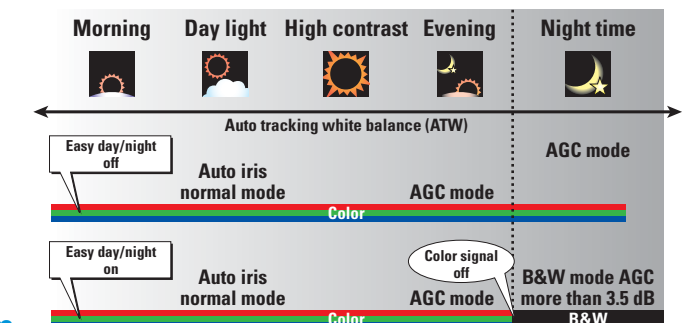 Morning Day light High contrast Evening Night time
Auto tracking white balance (ATW)
Easy day/night
off
AGC mode
Auto iris
normal mode
AGC mode
Color
Easy day/night
on
Color signal
off
Auto iris
normal mode
AGC mode
B&W mode AGC
more than 3.5 dB
Color
B&W